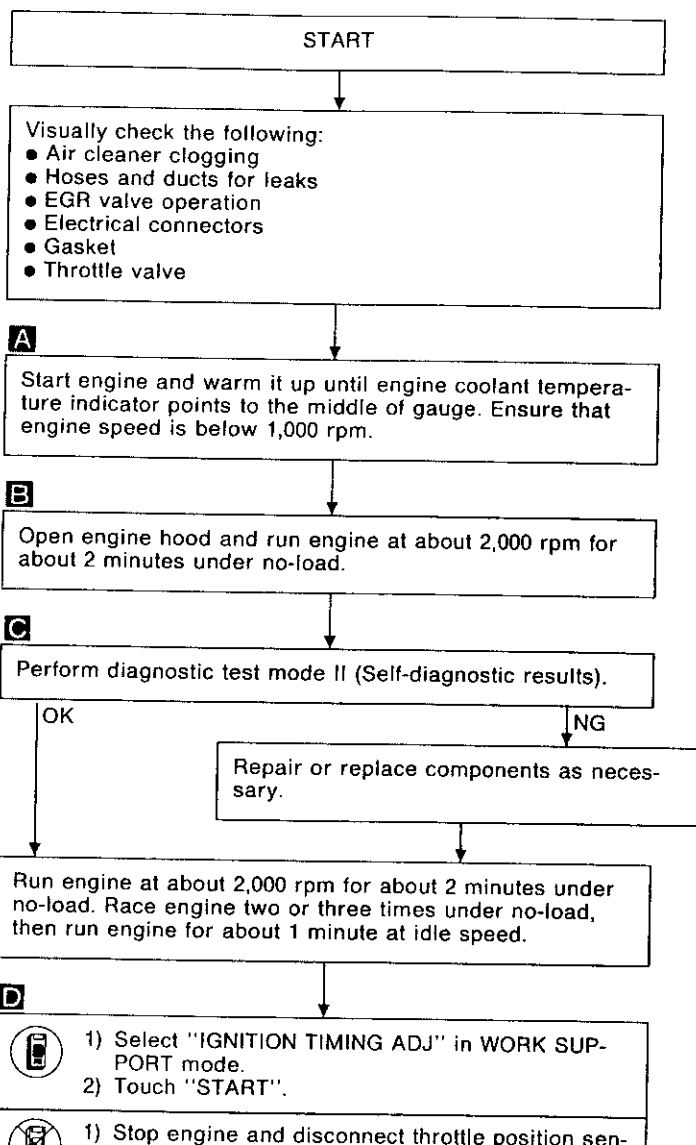 START
Visually check the following:
● Air cleaner clogging
● Hoses and ducts for leaks
● EGR valve operation
● Electrical connectors
● Gasket
● Throttle valve
A
Start engine and warm it up until engine coolant tempera-
ture indicator points to the middle of gauge. Ensure that
engine speed is below 1,000 rpm.
B
Open engine hood and run engine at about 2,000 rpm for
about 2 minutes under no-load.
C
Perform diagnostic test mode II (Self-diagnostic results).
OK
NG
Repair or replace components as neces-
sary.
Run engine at about 2,000 rpm for about 2 minutes under
no-load. Race engine two or three times under no-load,
then run engine for about 1 minute at idle speed.
D
1) Select "IGNITION TIMING ADJ" in WORK SUP-
PORT mode.
2) Touch "START".
1) Stop engine and disconnect throttle position sen-